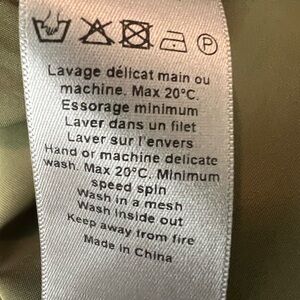 Lavage délicat main ou
machine. Max 20°C.
Essorage minimum
Laver dans un filet
Laver sur l'envers
Hand or machine delicate
wash. Max 20°C. Minimum
speed spin
Wash in a mesh
Wash inside out
Keep away from fire
Made in China